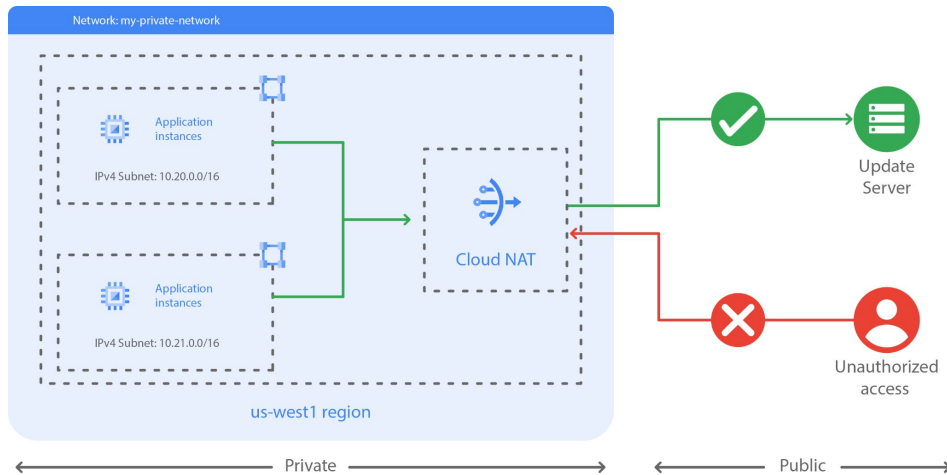 Network: my-private-network
Application
instances
IPv4 Subnet: 10.20.0.0/16
Application
instances
IPv4 Subnet: 10.21.0.0/16
Cloud NAT
us-west1 region
Update
Server
Unauthorized
access
Private
Public